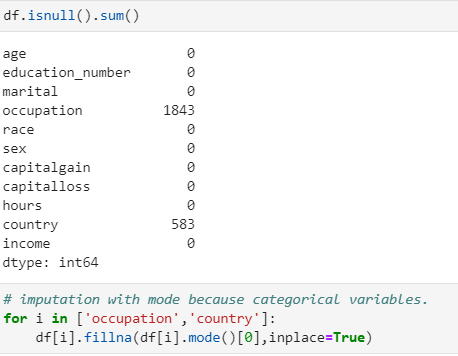 df.isnull().sum()
age 0
education_number 0
marital 0
occupation 1843
race 0
sex 0
capitalgain 0
capitalloss 0
hours 0
country 583
income 0
dtype: int64
# imputation with mode because categorical variables.
for i in ['occupation','country']:
    df[i].fillna(df[i].mode()[0],inplace=True)